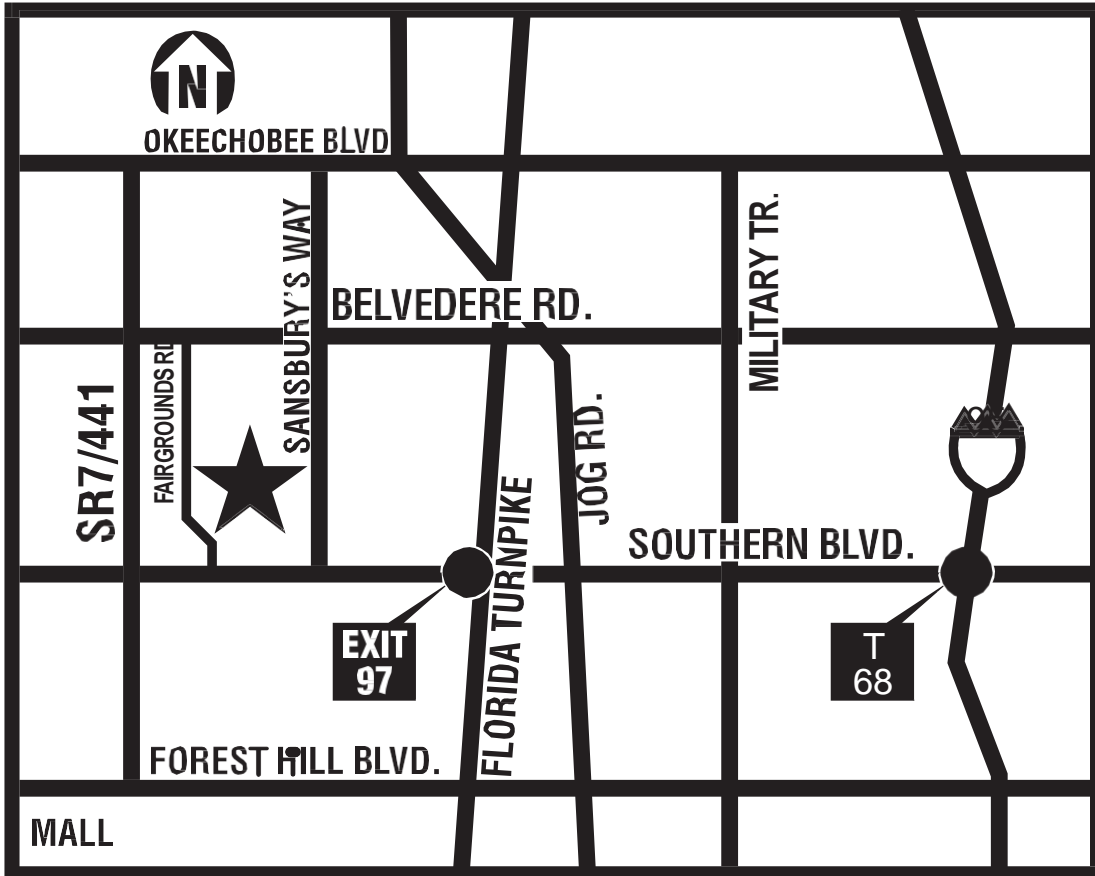 N
OKEECHOBEE BLVD
SANSBURY'S WAY
MILITARY TR.
BELVEDERE RD.
FAIRGROUNDS RD
SR7/441
JOG RD.
FLORIDA TURNPIKE
SOUTHERN BLVD.
EXIT
97
T
68
FOREST HILL BLVD.
MALL